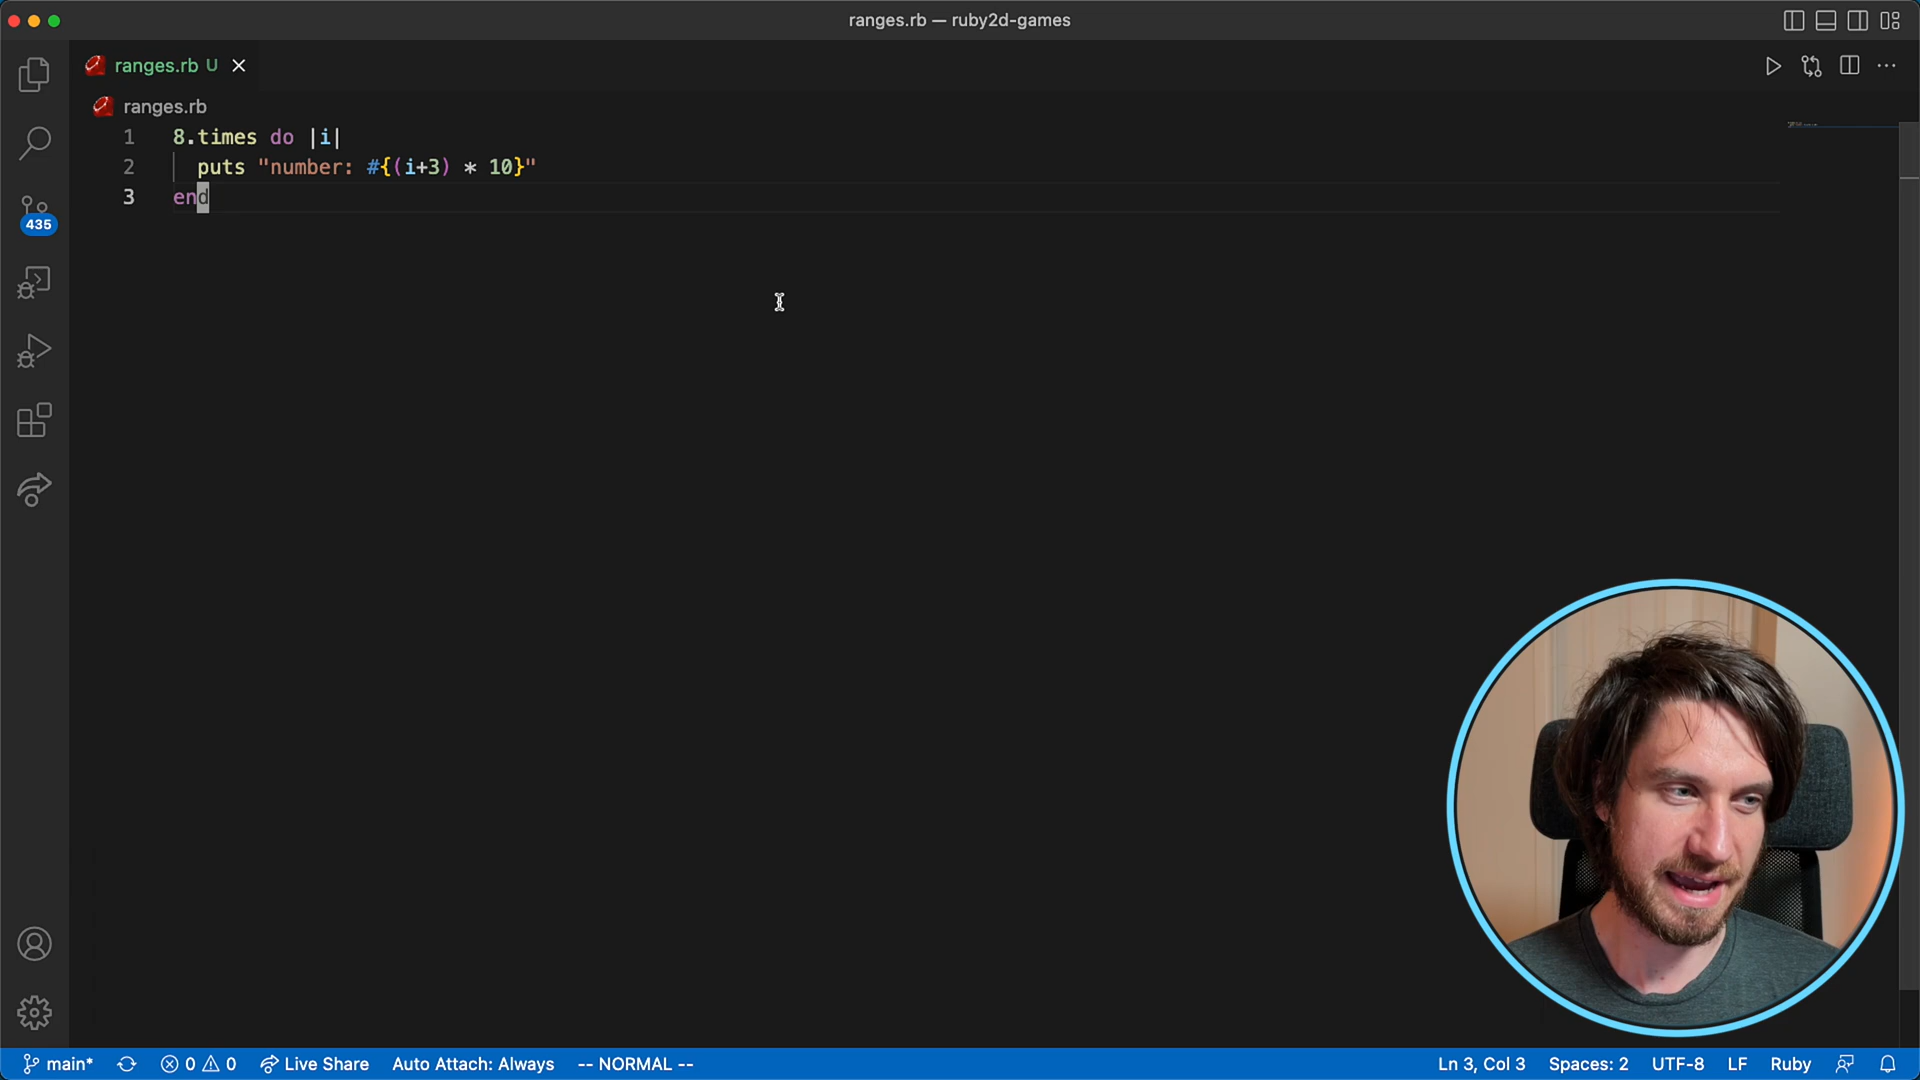 ranges.rb — ruby2d-games
ranges.rb U
ranges.rb
1 8.times do |i|
2 puts "number: #{(i+3) * 10}"
3 end
435
main* 0 0 Live Share Auto Attach: Always -- NORMAL -- Ln 3, Col 3 Spaces: 2 UTF-8 LF Ruby